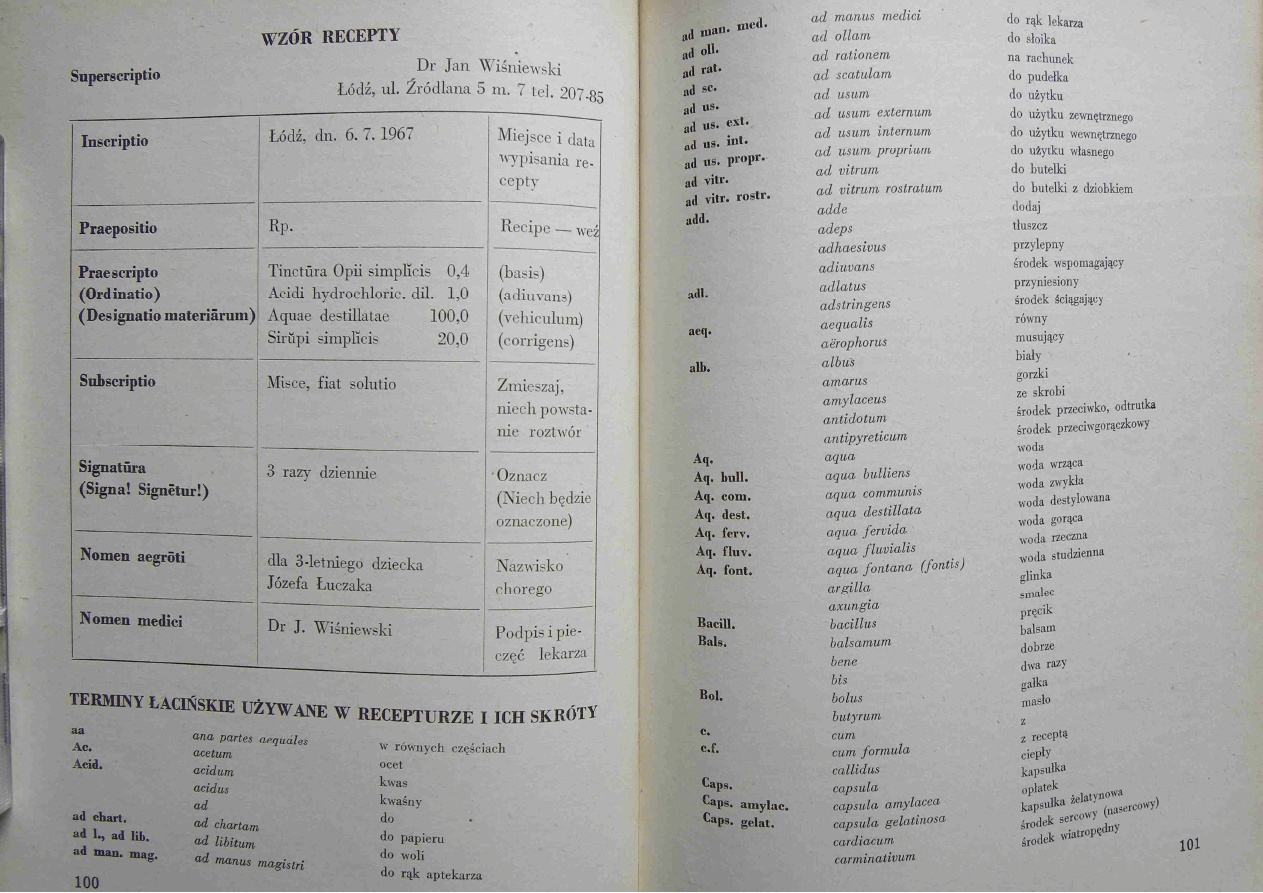 WZÓR RECEPTY
Superscriptio
Dr Jan Wiśniewski
Łódź, ul. Źródlana 5 m. 7 tel. 207-85
Inscriptio
Łódź, dn. 6. 7. 1967
Miejsce i data
wypisania re-
cepty
Praepositio
Rp.
Recipe — weź
Praescripto
(Ordinatio)
(Designatio materiārum)
Tinctūra Opii simplĭcis 0,4
Acidi hydrochloric. dil. 1,0
Aquae destillatae 100,0
Sirŭpi simplĭcis 20,0
(basis)
(adiuvans)
(vehiculum)
(corrigens)
Subscriptio
Misce, fiat solutio
Zmieszaj,
niech powsta-
nie roztwór
Signatūra
(Signa! Signētur!)
3 razy dziennie
Oznacz
(Niech będzie
oznaczone)
Nomen aegrōti
dla 3-letniego dziecka
Józefa Łuczaka
Nazwisko
chorego
Nomen medici
Dr J. Wiśniewski
Podpis i pie-
częć lekarza
TERMINY ŁACIŃSKIE UŻYWANE W RECEPTURZE I ICH SKRÓTY
aa ana partes aequales w równych częściach
Ac. acetum ocet
Acid. acidum kwas
acidus kwaśny
ad do
ad chart. ad chartam do papieru
ad l., ad lib. ad libitum do woli
ad man. mag. ad manus magistri do rąk aptekarza
100
ad man. med. ad manus medici do rąk lekarza
ad oll. ad ollam do słoika
ad rat. ad rationem na rachunek
ad sc. ad scatulam do pudełka
ad us. ad usum do użytku
ad us. ext. ad usum externum do użytku zewnętrznego
ad us. int. ad usum internum do użytku wewnętrznego
ad us. propr. ad usum proprium do użytku własnego
ad vitr. ad vitrum do butelki
ad vitr. rostr. ad vitrum rostratum do butelki z dziobkiem
add. adde dodaj
adeps tłuszcz
adhaesivus przylepny
adiuvans środek wspomagający
adl. adlatus przyniesiony
adstringens środek ściągający
aeq. aequalis równy
aërophorus musujący
alb. albus biały
amarus gorzki
amylaceus ze skrobi
antidotum środek przeciwko, odtrutka
antipyreticum środek przeciwgorączkowy
Aq. aqua woda
Aq. bull. aqua bulliens woda wrząca
Aq. com. aqua communis woda zwykła
Aq. dest. aqua destillata woda destylowana
Aq. ferv. aqua fervida woda gorąca
Aq. fluv. aqua fluvialis woda rzeczna
Aq. font. aqua fontana (fontis) woda studzienna
argilla glinka
axungia smalec
Bacill. bacillus pręcik
Bals. balsamum balsam
bene dobrze
bis dwa razy
Bol. bolus gałka
butyrum masło
c. cum z
c.f. cum formula z receptą
callidus ciepły
Caps. capsula kapsułka
Caps. amylac. capsula amylacea opłatek
Caps. gelat. capsula gelatinosa kapsułka żelatynowa
cardiacum środek sercowy (nasercowy)
carminativum środek wiatropędny
101